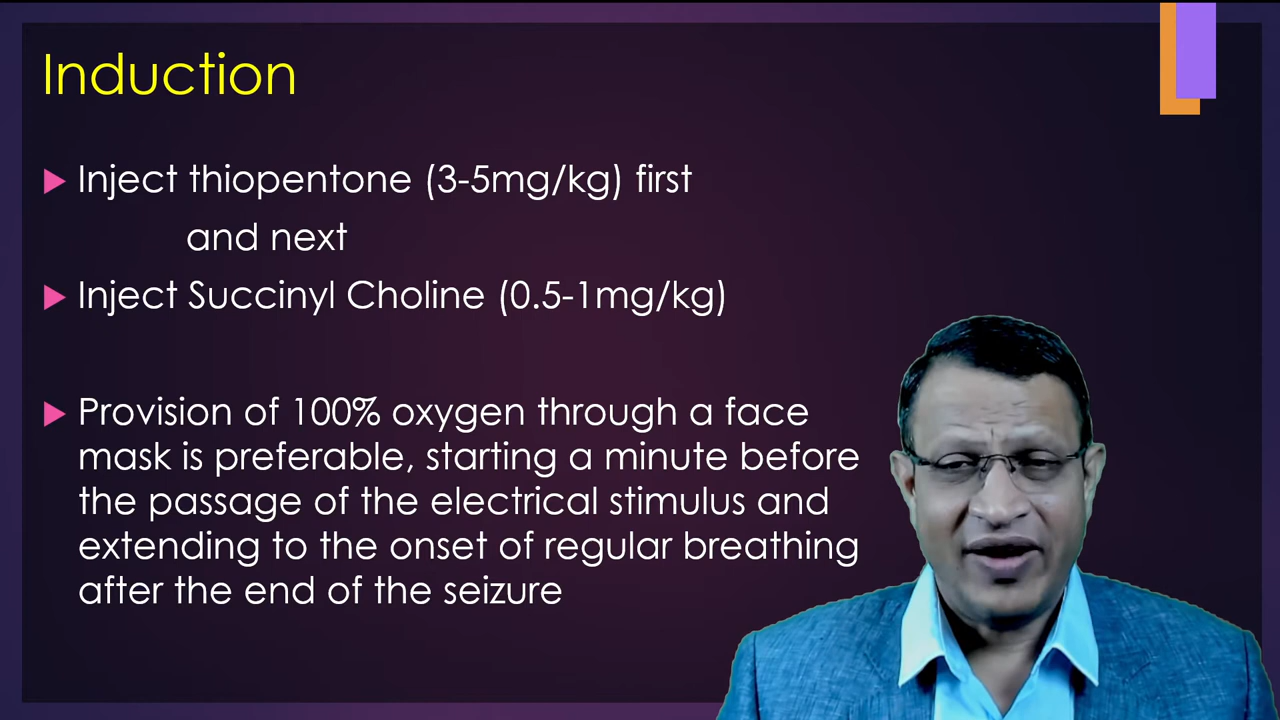 Induction
Inject thiopentone (3-5mg/kg) first
and next
Inject Succinyl Choline (0.5-1mg/kg)
Provision of 100% oxygen through a face
mask is preferable, starting a minute before
the passage of the electrical stimulus and
extending to the onset of regular breathing
after the end of the seizure